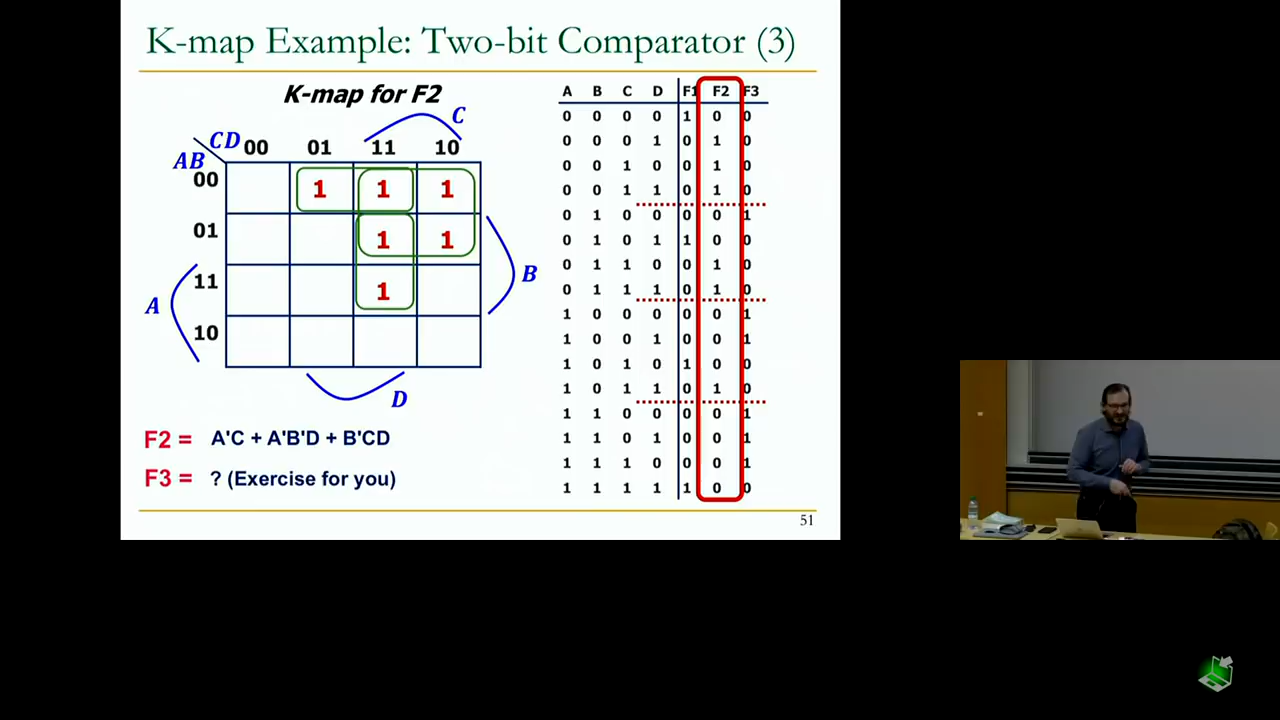 K-map Example: Two-bit Comparator (3)
K-map for F2
C
CD 00 01 11 10
AB
00 1 1 1
01 1 1
11 1
10
A
B
D
F2 = A'C + A'B'D + B'CD
F3 = ? (Exercise for you)
A B C D F1 F2 F3
0 0 0 0 1 0 0
0 0 0 1 0 1 0
0 0 1 0 0 1 0
0 0 1 1 0 1 0
0 1 0 0 0 0 1
0 1 0 1 1 0 0
0 1 1 0 0 1 0
0 1 1 1 0 1 0
1 0 0 0 0 0 1
1 0 0 1 0 0 1
1 0 1 0 1 0 0
1 0 1 1 0 1 0
1 1 0 0 0 0 1
1 1 0 1 0 0 1
1 1 1 0 0 0 1
1 1 1 1 1 0 0
51